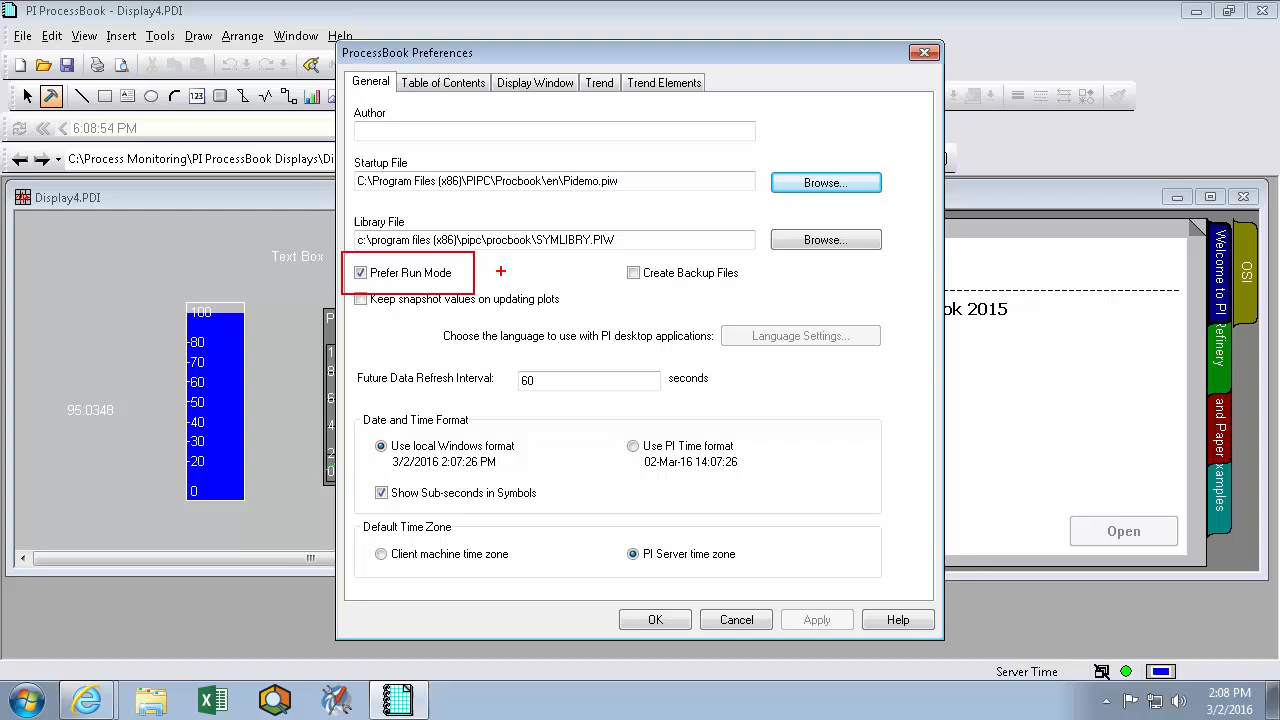 PI ProcessBook - Display4.PDI
File Edit View Insert Tools Draw Arrange Window Help
123
6:08:54 PM
C:\Process Monitoring\PI ProcessBook Displays\Di
Display4.PDI
Text Box
100
80
70
60
50
40
30
20
0
95.0348
P
1
8
6
4
2
0
ProcessBook Preferences
General Table of Contents Display Window Trend Trend Elements
Author
Startup File
C:\Program Files (x86)\PIPC\Procbook\en\Pidemo.piw
Browse...
Library File
c:\program files (x86)\pipc\procbook\SYMLIBRY.PIW
Browse...
Prefer Run Mode
Create Backup Files
Keep snapshot values on updating plots
Choose the language to use with PI desktop applications:
Language Settings...
Future Data Refresh Interval: 60 seconds
Date and Time Format
Use local Windows form
Use PI Time format
3/2/2016 2:07:26 PM
02-Mar-16 14:07:26
Show Sub-seconds in Symbols
Default Time Zone
Client machine time zone
PI Server time zone
OK Cancel Apply Help
ok 2015
Open
Welcome to PI
OSI
Refinery
and Paper
xamples
Server Time
2:08 PM
3/2/2016